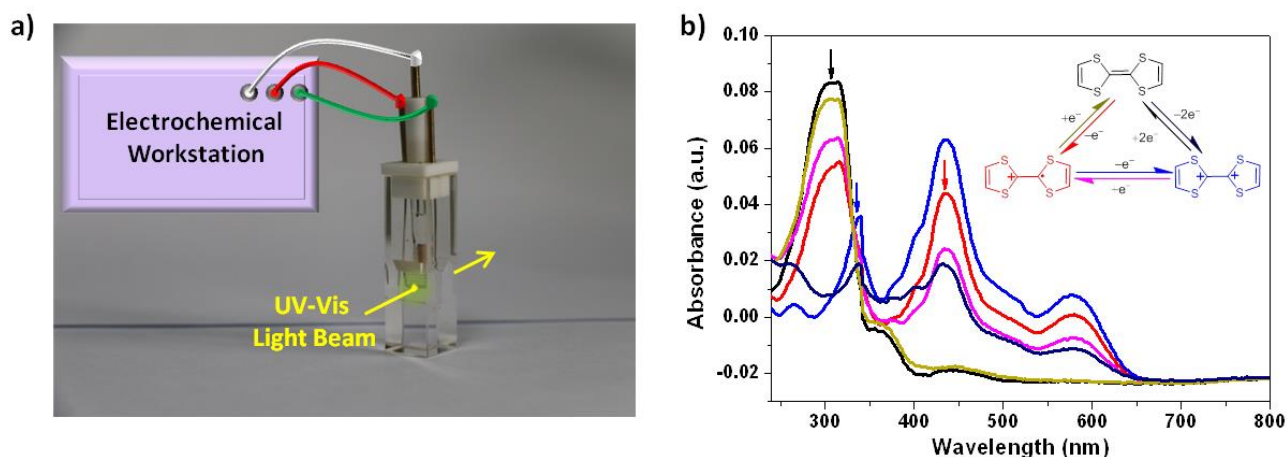 a)
Electrochemical
Workstation
UV-Vis
Light Beam
b)
Absorbance (a.u.)
0.10
0.08
0.06
0.04
0.02
0.00
-0.02
300 400 500 600 700 800
Wavelength (nm)
S S
S S
+e⁻ −2e⁻
−e⁻ +2e⁻
S S −e⁻ S S
+ • + +
S S −e⁻ S S